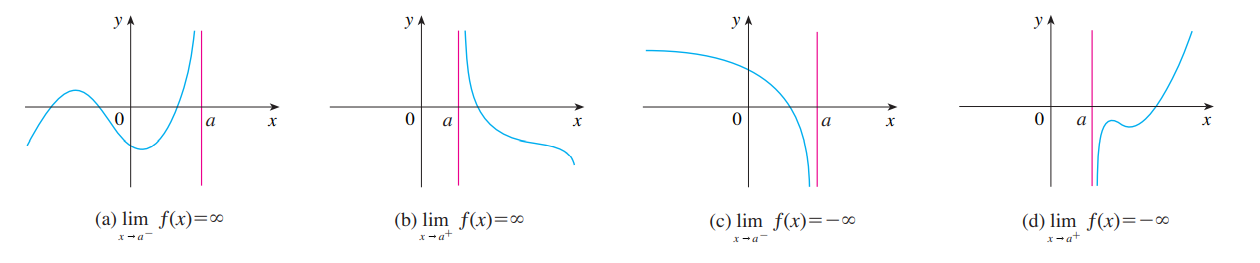 y y y y
0 a x 0 a x 0 a x 0 a x
(a) lim f(x)=∞ (b) lim f(x)=∞ (c) lim f(x)=−∞ (d) lim f(x)=−∞
x→a⁻ x→a⁺ x→a⁻ x→a⁺